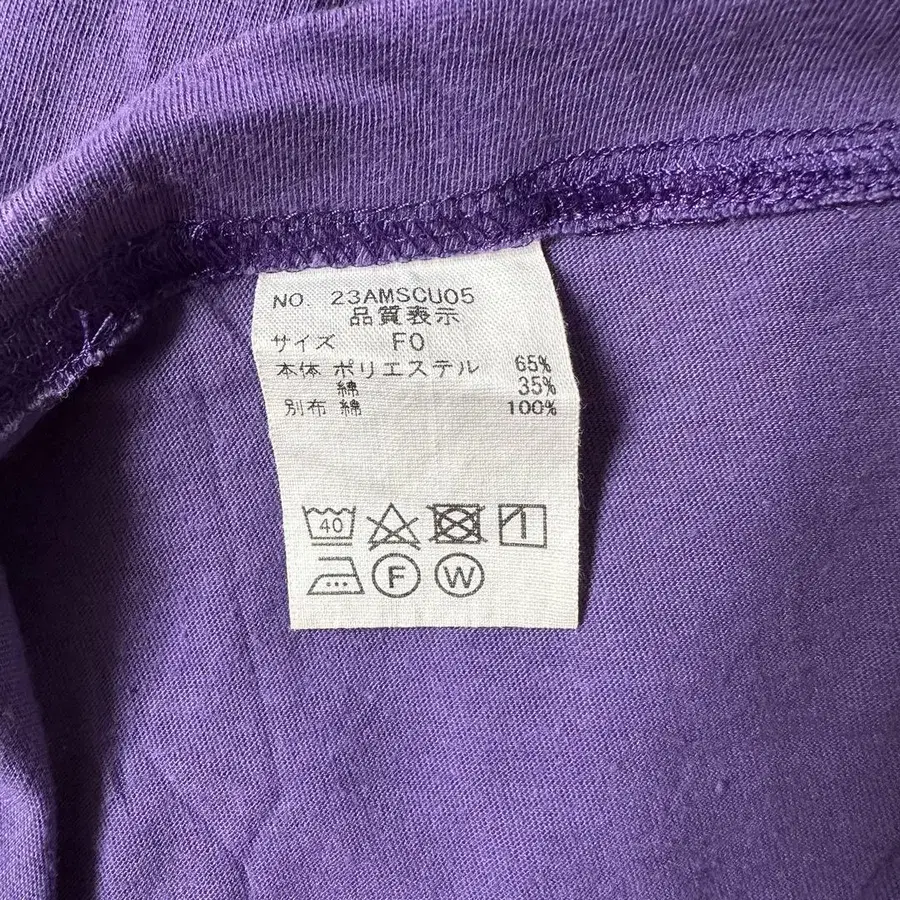 NO. 23AMSCU05
品質表示
サイズ FO
本体 ポリエステル 65%
綿 35%
別布 綿 100%
40
F W